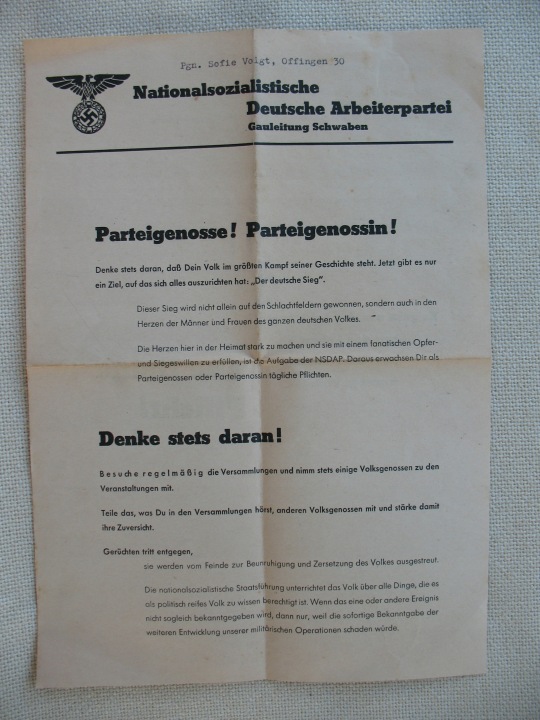 Pgn. Sofie Voigt, Offingen 30
Nationalsozialistische
Deutsche Arbeiterpartei
Gauleitung Schwaben
Parteigenosse! Parteigenossin!
Denke stets daran, daß Dein Volk im größten Kampf seiner Geschichte steht. Jetzt gibt es nur
ein Ziel, auf das sich alles auszurichten hat: „Der deutsche Sieg".
Dieser Sieg wird nicht allein auf den Schlachtfeldern gewonnen, sondern auch in den
Herzen der Männer und Frauen des ganzen deutschen Volkes.
Die Herzen hier in der Heimat stark zu machen und sie mit einem fanatischen Opfer-
und Siegeswillen zu erfüllen, ist die Aufgabe der NSDAP. Daraus erwachsen Dir als
Parteigenossen oder Parteigenossin tägliche Pflichten.
Denke stets daran!
Besuche regelmäßig die Versammlungen und nimm stets einige Volksgenossen zu den
Veranstaltungen mit.
Teile das, was Du in den Versammlungen hörst, anderen Volksgenossen mit und stärke damit
ihre Zuversicht.
Gerüchten tritt entgegen,
sie werden vom Feinde zur Beunruhigung und Zersetzung des Volkes ausgestreut.
Die nationalsozialistische Staatsführung unterrichtet das Volk über alle Dinge, die es
als politisch reifes Volk zu wissen berechtigt ist. Wenn das eine oder andere Ereignis
nicht sogleich bekanntgegeben wird, dann nur, weil die sofortige Bekanntgabe der
weiteren Entwicklung unserer militärischen Operationen schaden würde.